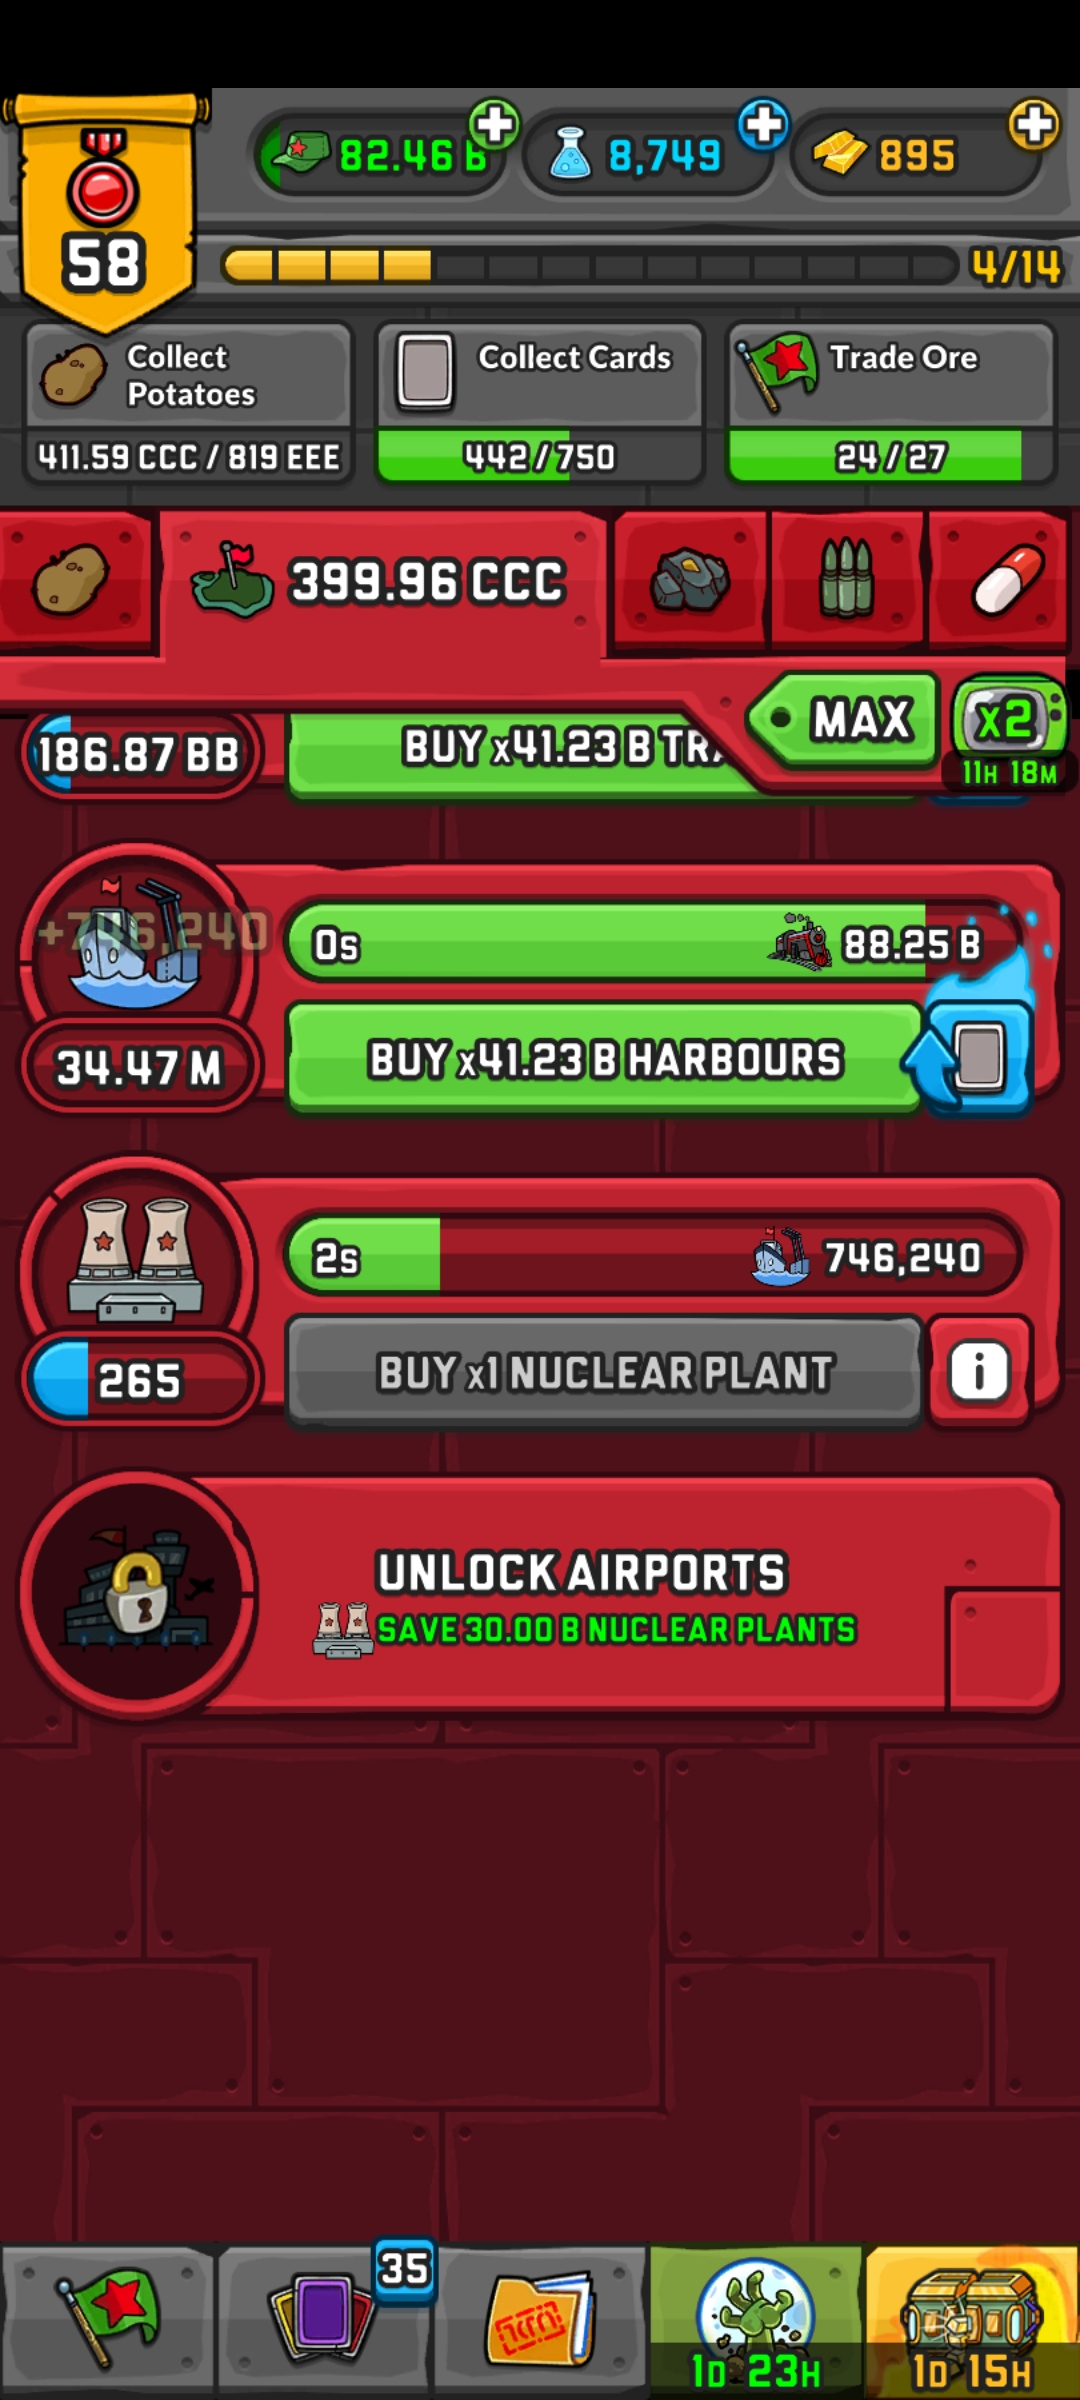 58
82.46 B
8,749
895
4/14
Collect
Potatoes
411.59 CCC / 819 EEE
Collect Cards
442/750
Trade Ore
24/27
399.96 CCC
MAX
x2
11H 18M
186.87 BB
BUY x41.23 B
+746,240
0s
88.25 B
34.47 M
BUY x41.23 B HARBOURS
2s
746,240
265
BUY x1 NUCLEAR PLANT
i
UNLOCK AIRPORTS
SAVE 30.00 B NUCLEAR PLANTS
35
1D 23H
1D 15H